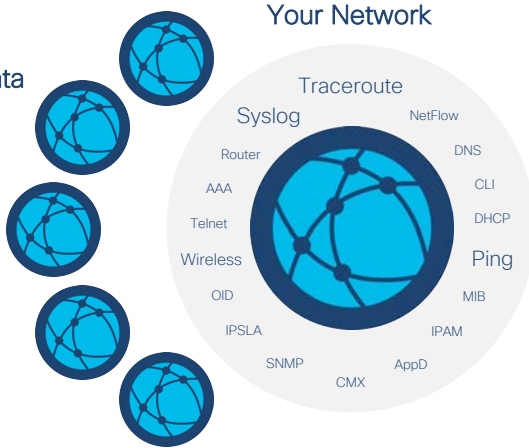 Your Network
Traceroute
Syslog
NetFlow
Router
DNS
AAA
CLI
Telnet
DHCP
Wireless
Ping
OID
MIB
IPSLA
IPAM
SNMP
AppD
CMX